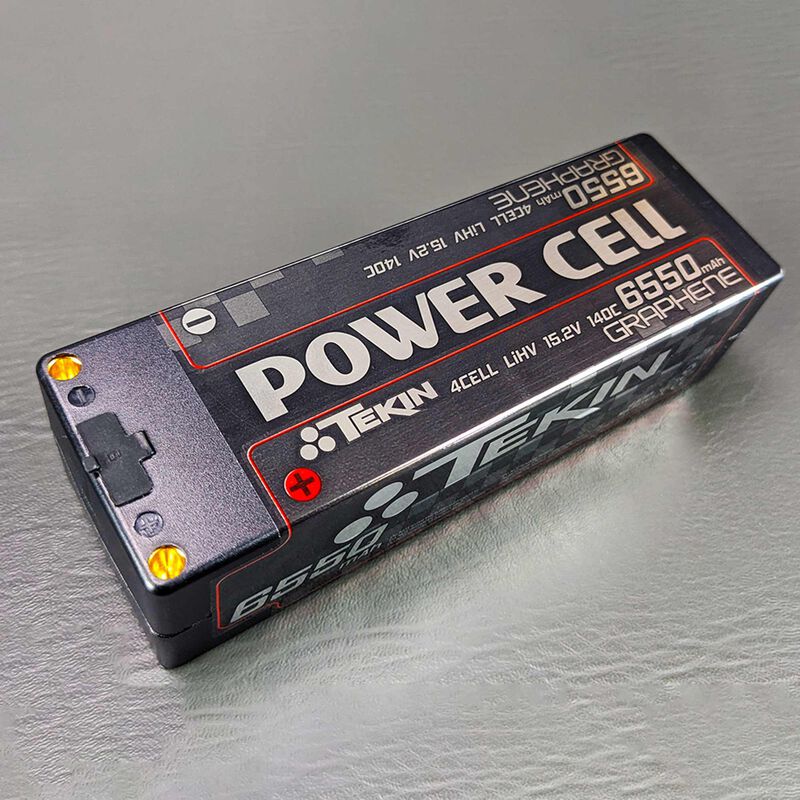 6550mAh
GRAPHENE
4CELL LiHV 15.2V 140C
POWER CELL
TEKIN 4CELL LiHV 15.2V 140C 6550mAh
GRAPHENE
TEKIN
6550
mAh